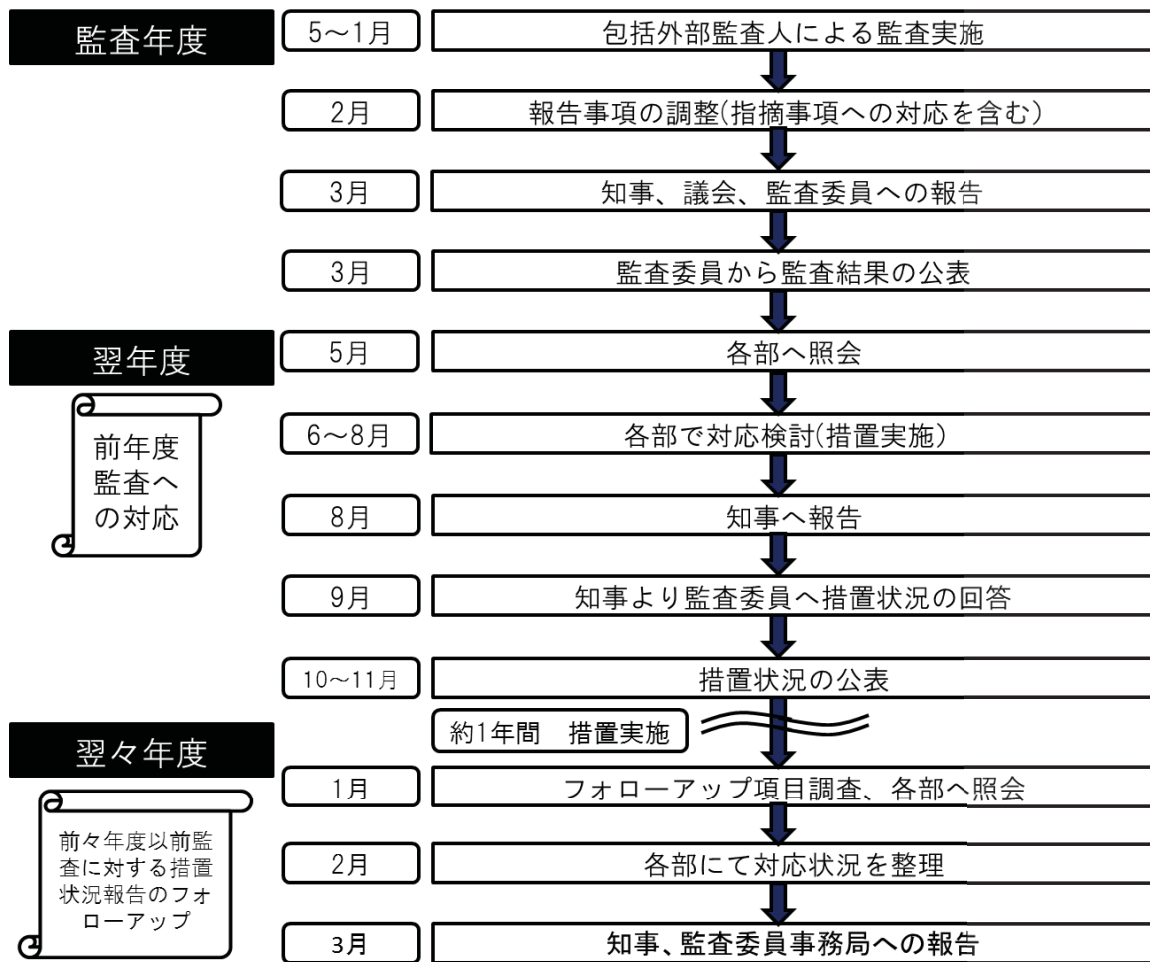 監査年度
5～1月
包括外部監査人による監査実施
2月
報告事項の調整(指摘事項への対応を含む)
3月
知事、議会、監査委員への報告
3月
監査委員から監査結果の公表
翌年度
前年度
監査へ
の対応
5月
各部へ照会
6～8月
各部で対応検討(措置実施)
8月
知事へ報告
9月
知事より監査委員へ措置状況の回答
10～11月
措置状況の公表
約1年間　措置実施
翌々年度
前々年度以前監
査に対する措置
状況報告のフォ
ローアップ
1月
フォローアップ項目調査、各部へ照会
2月
各部にて対応状況を整理
3月
知事、監査委員事務局への報告